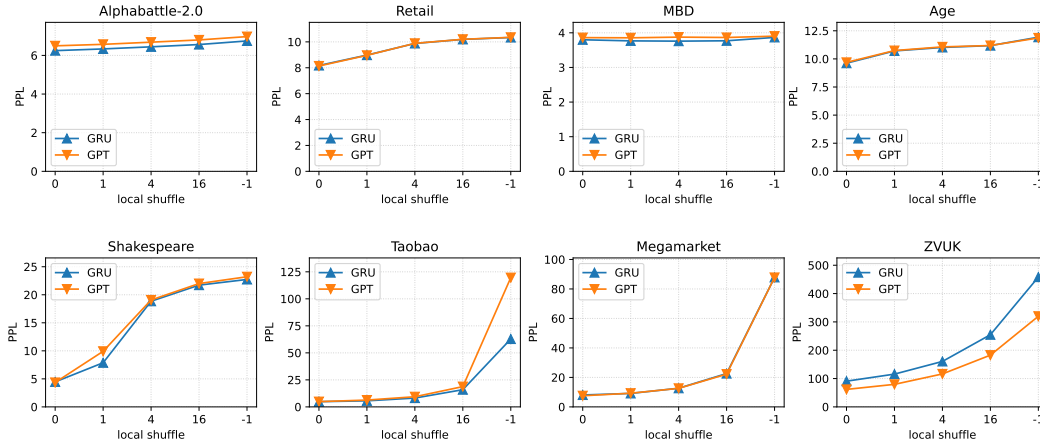 Alphabattle-2.0
PPL
6
4
2
0
GRU
GPT
0 1 4 16 -1
local shuffle
Retail
PPL
10
8
6
4
2
0
GRU
GPT
0 1 4 16 -1
local shuffle
MBD
PPL
4
3
2
1
0
GRU
GPT
0 1 4 16 -1
local shuffle
Age
PPL
12.5
10.0
7.5
5.0
2.5
0.0
GRU
GPT
0 1 4 16 -1
local shuffle
Shakespeare
PPL
25
20
15
10
5
0
GRU
GPT
0 1 4 16 -1
local shuffle
Taobao
PPL
125
100
75
50
25
0
GRU
GPT
0 1 4 16 -1
local shuffle
Megamarket
PPL
100
80
60
40
20
0
GRU
GPT
0 1 4 16 -1
local shuffle
ZVUK
PPL
500
400
300
200
100
0
GRU
GPT
0 1 4 16 -1
local shuffle